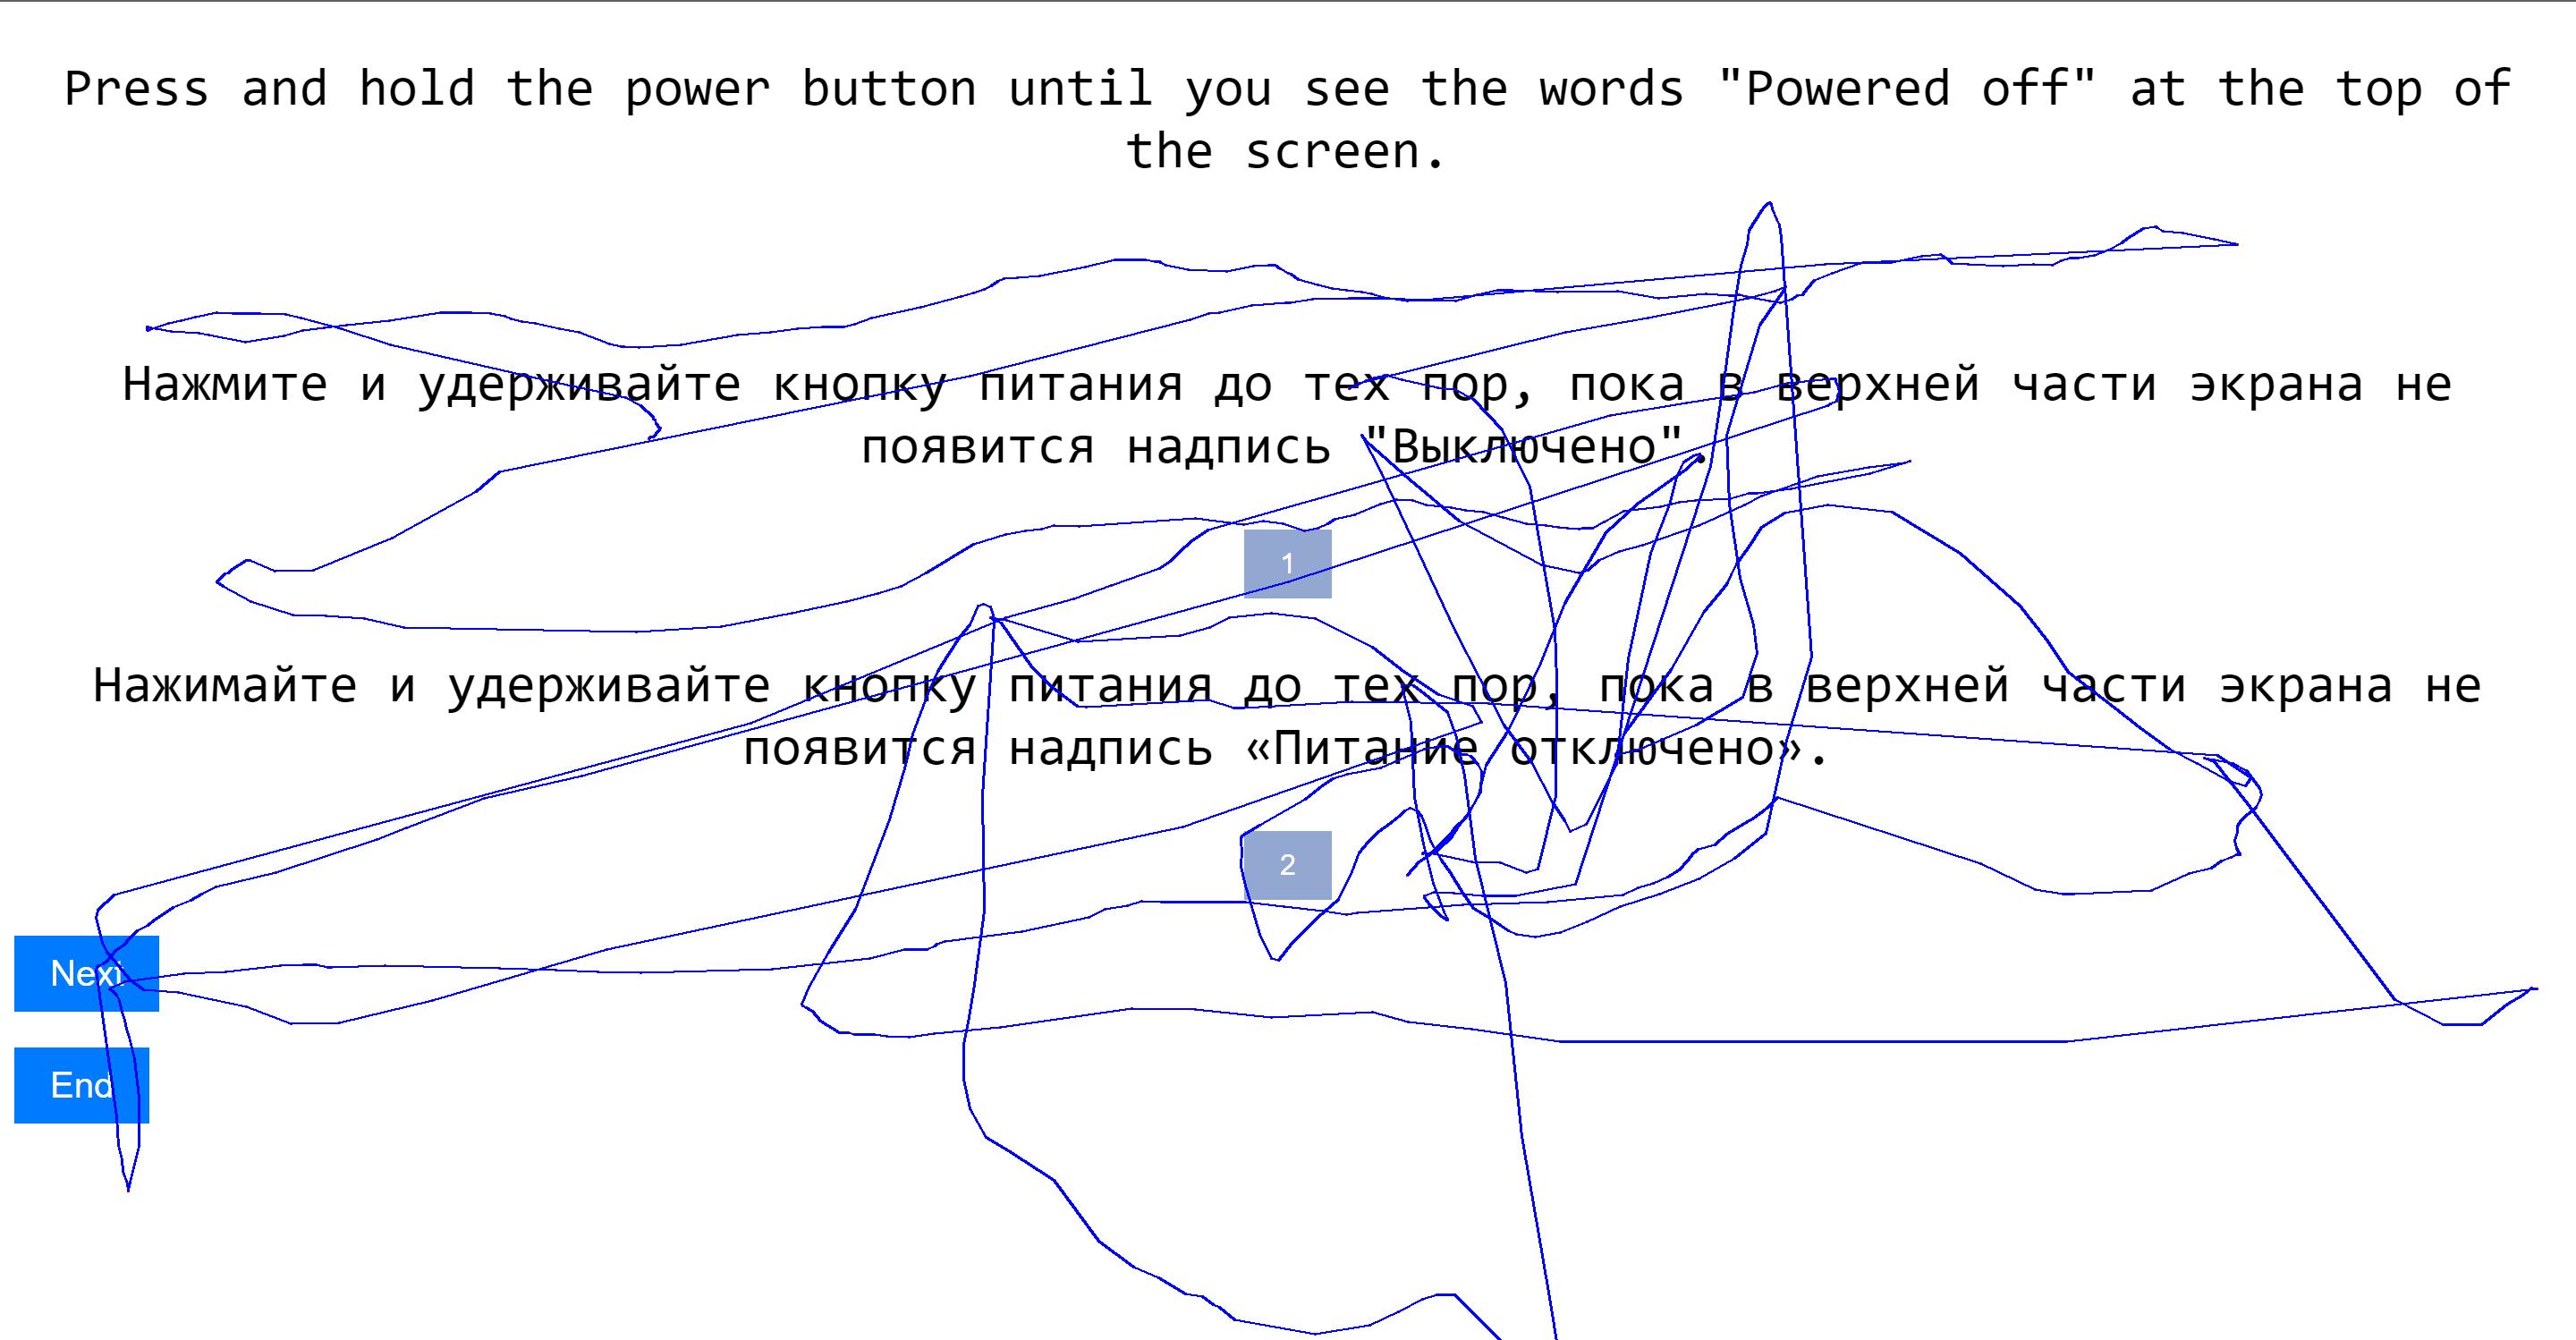 Press and hold the power button until you see the words "Powered off" at the top of
the screen.
Нажмите и удерживайте кнопку питания до тех пор, пока в верхней части экрана не
появится надпись "Выключено".
1
Нажимайте и удерживайте кнопку питания до тех пор, пока в верхней части экрана не
появится надпись «Питание отключено».
2
Next
End